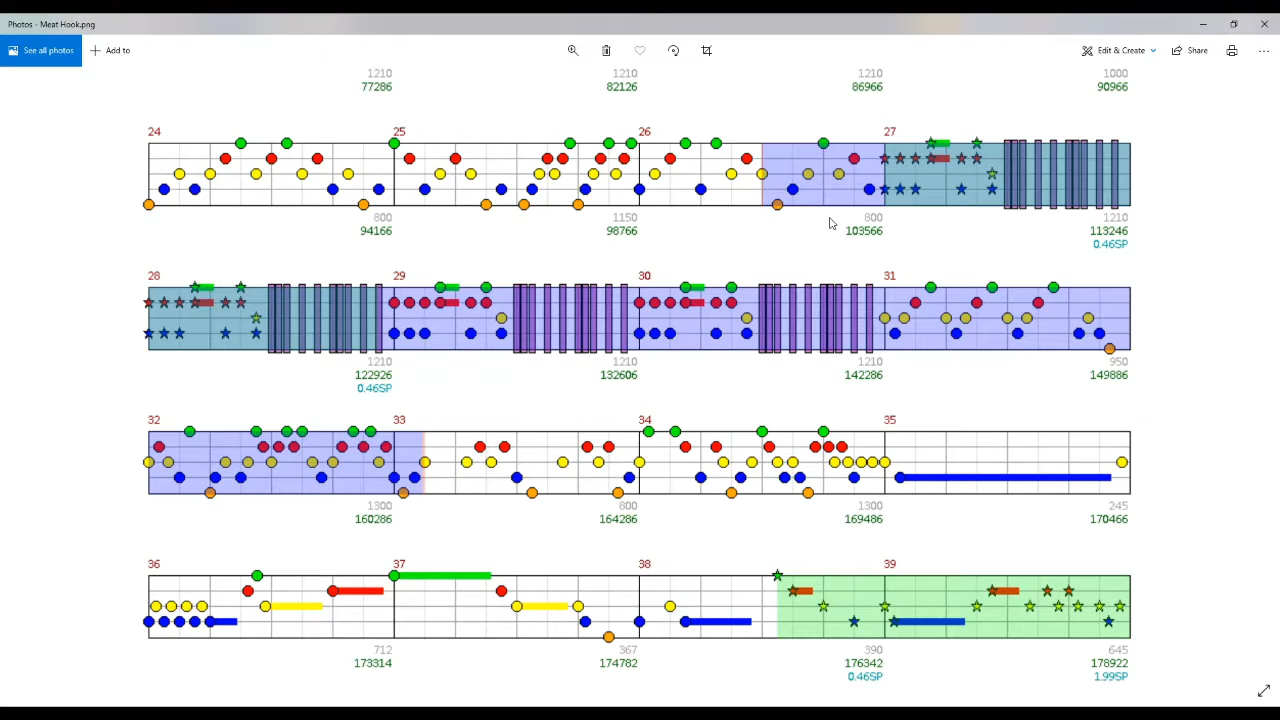 Photos - Meat Hook.png
See all photos
Add to
Edit & Create
Share
1210 1210 1210 1000
77286 82126 86966 90966
24 25 26 27
800 1150 800 1210
94166 98766 103566 113246
0.46SP
28 29 30 31
1210 1210 1210 950
122926 132606 142286 149886
0.46SP
32 33 34 35
1300 800 1300 245
160286 164286 169486 170466
36 37 38 39
712 367 390 645
173314 174782 176342 178922
0.46SP 1.99SP